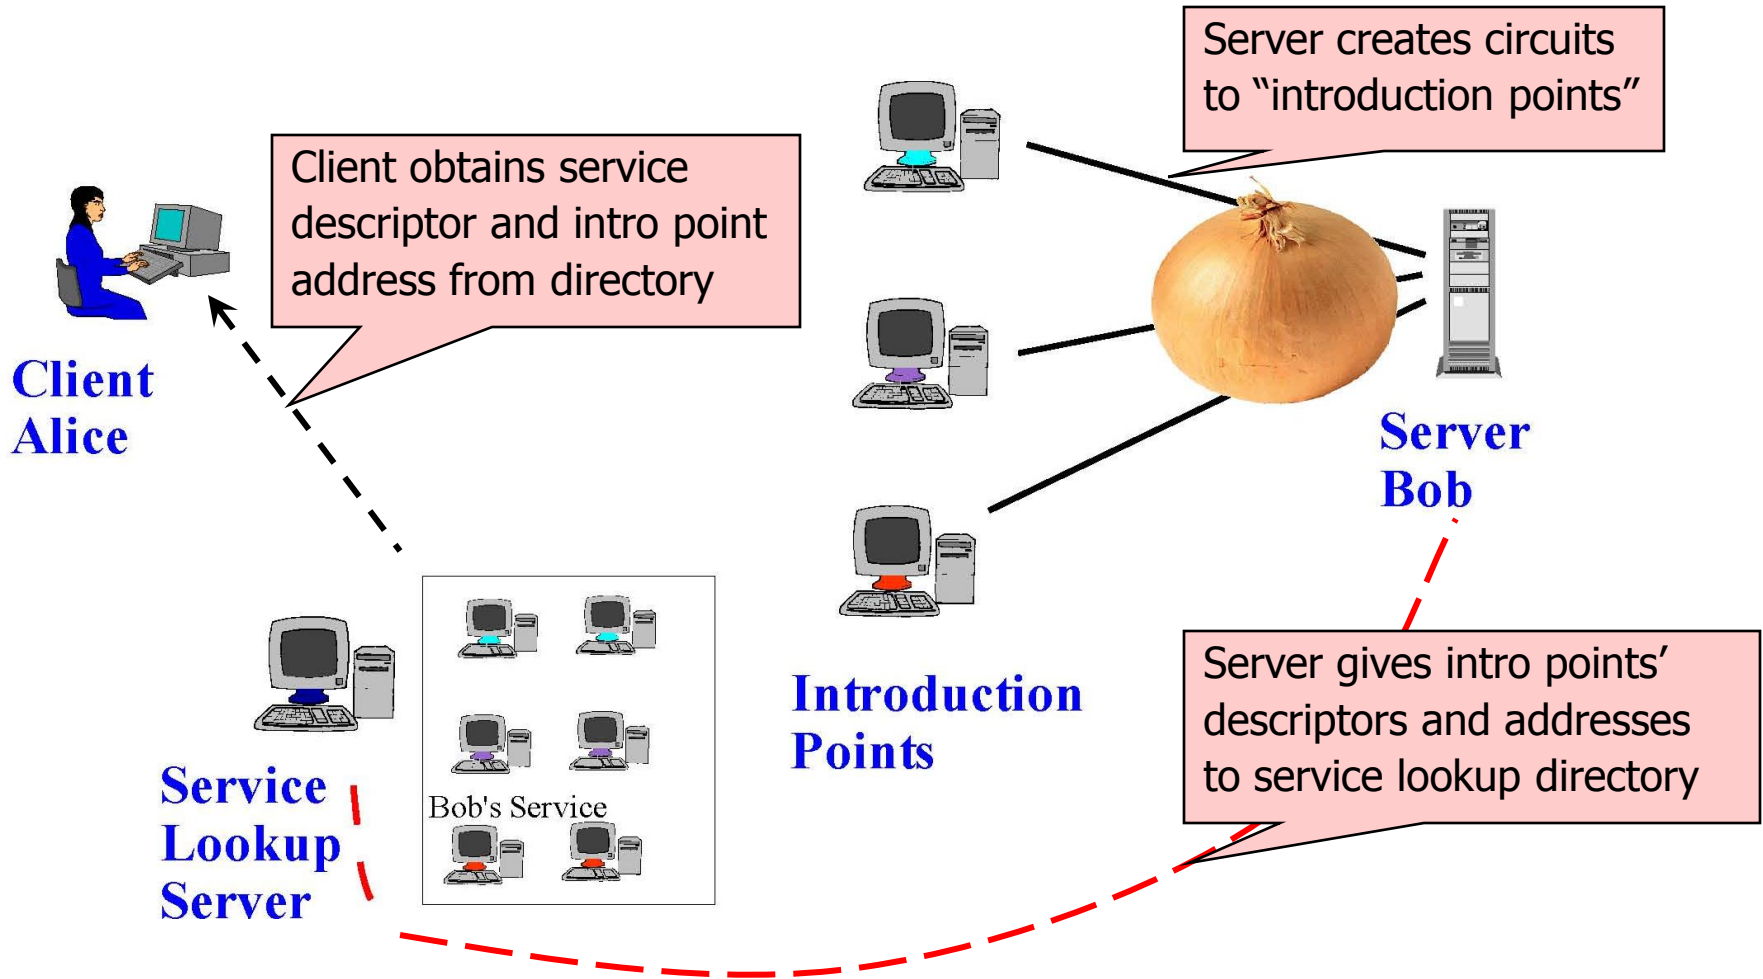 Server creates circuits
to “introduction points”
Client obtains service
descriptor and intro point
address from directory
Client
Alice
Server
Bob
Introduction
Points
Server gives intro points’
descriptors and addresses
to service lookup directory
Service
Lookup
Server
Bob's Service